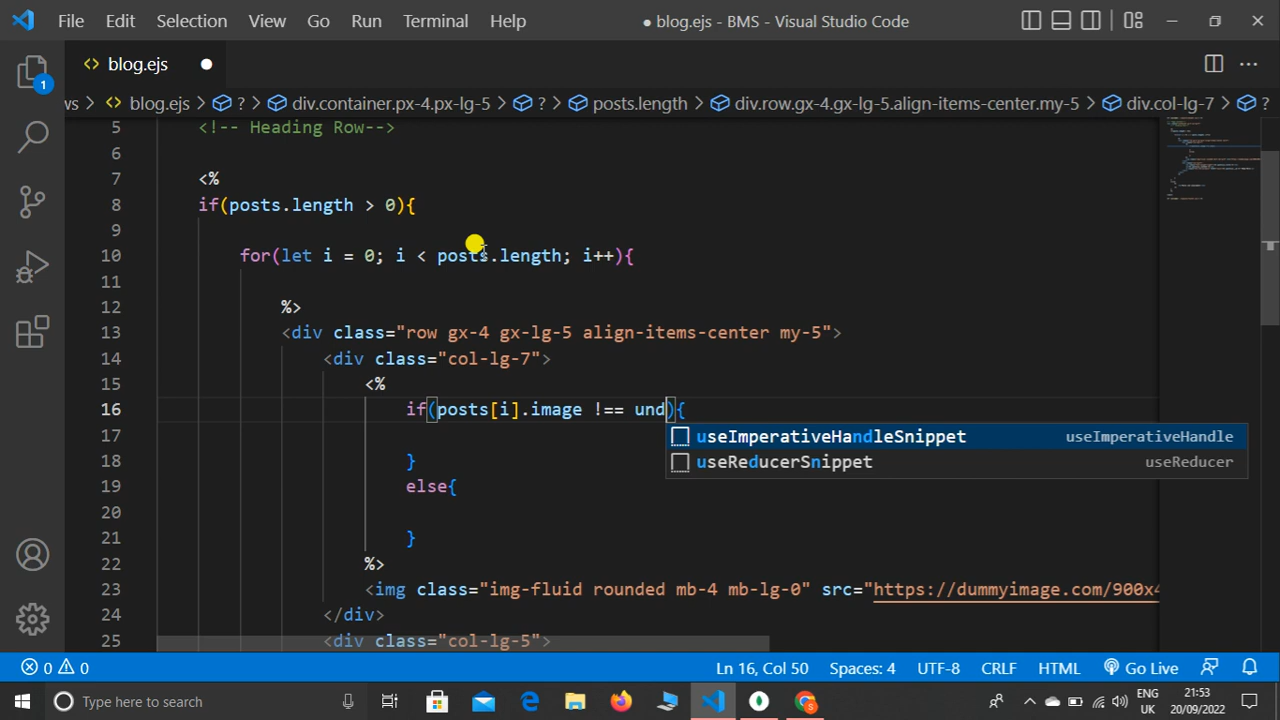 File Edit Selection View Go Run Terminal Help ● blog.ejs - BMS - Visual Studio Code
blog.ejs
ws > blog.ejs > ? > div.container.px-4.px-lg-5 > ? > posts.length > div.row.gx-4.gx-lg-5.align-items-center.my-5 > div.col-lg-7 > ?
1
5 <!-- Heading Row-->
6
7 <%
8 if(posts.length > 0){
9
10 for(let i = 0; i < posts.length; i++){
11
12 %>
13 <div class="row gx-4 gx-lg-5 align-items-center my-5">
14 <div class="col-lg-7">
15 <%
16 if(posts[i].image !== und){
17 useImperativeHandleSnippet useImperativeHandle
18 } useReducerSnippet useReducer
19 else{
20
21 }
22 %>
23 <img class="img-fluid rounded mb-4 mb-lg-0" src="https://dummyimage.com/900x4
24 </div>
25 <div class="col-lg-5">
0 0 Ln 16, Col 50 Spaces: 4 UTF-8 CRLF HTML Go Live
Type here to search ENG 21:53
UK 20/09/2022